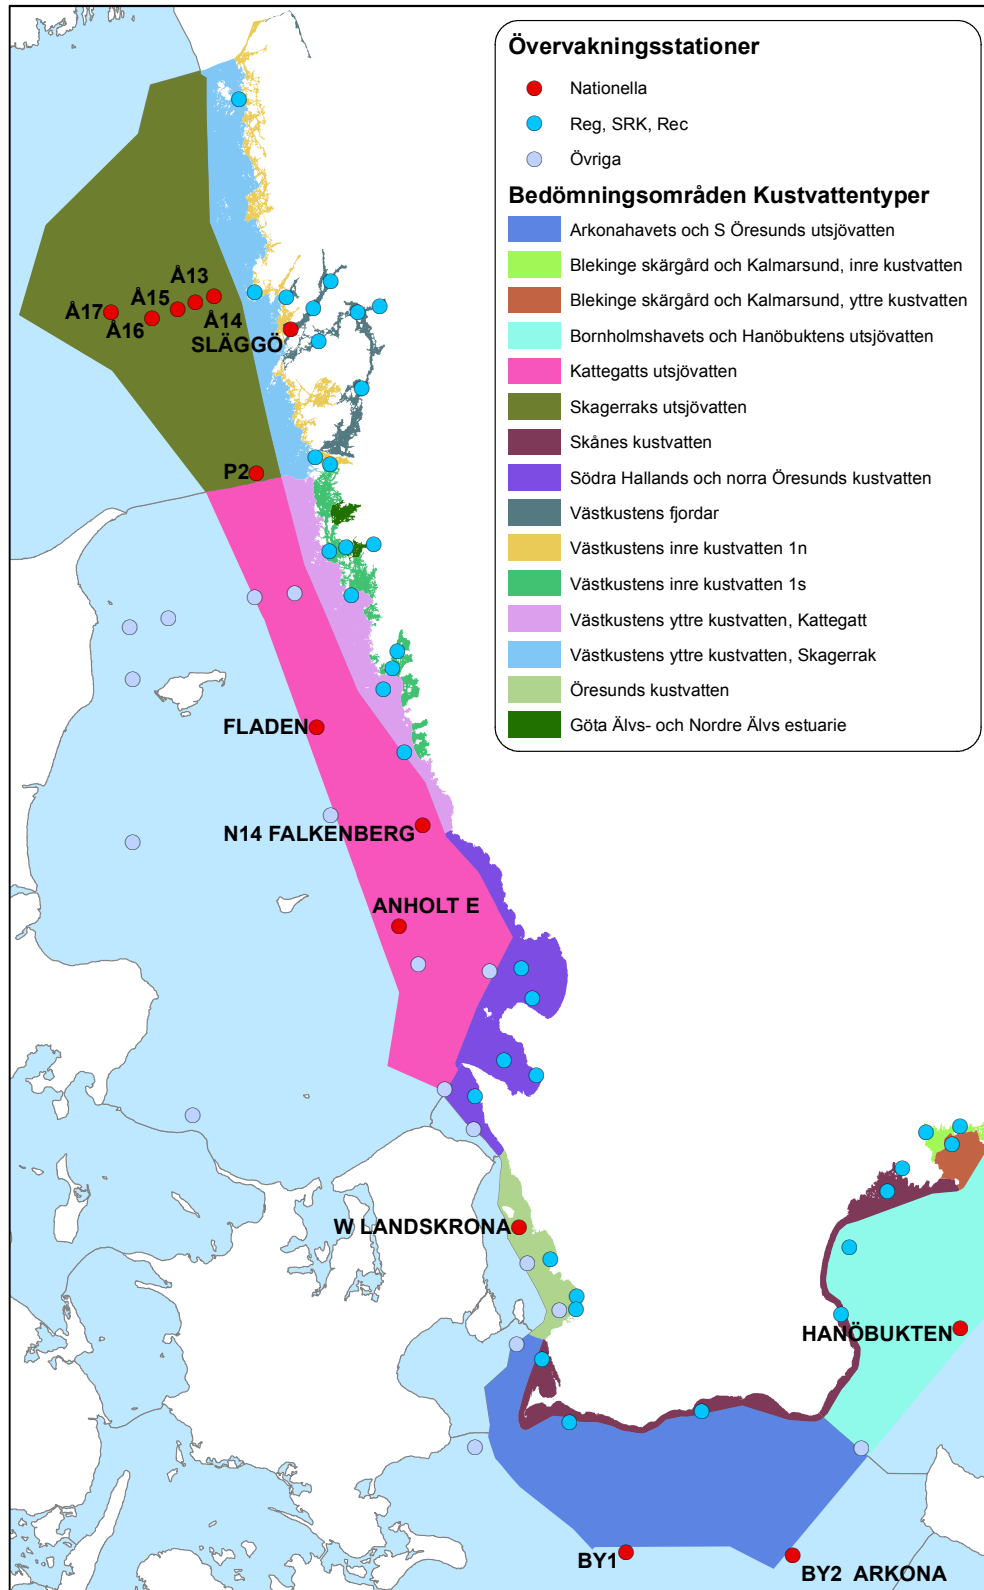 Övervakningsstationer
Nationella
Reg, SRK, Rec
Övriga
Bedömningsområden Kustvattentyper
Arkonahavets och S Öresunds utsjövatten
Blekinge skärgård och Kalmarsund, inre kustvatten
Blekinge skärgård och Kalmarsund, yttre kustvatten
Bornholmshavets och Hanöbuktens utsjövatten
Kattegatts utsjövatten
Skagerraks utsjövatten
Skånes kustvatten
Södra Hallands och norra Öresunds kustvatten
Västkustens fjordar
Västkustens inre kustvatten 1n
Västkustens inre kustvatten 1s
Västkustens yttre kustvatten, Kattegatt
Västkustens yttre kustvatten, Skagerrak
Öresunds kustvatten
Göta Älvs- och Nordre Älvs estuarie
Å13
Å15
Å17
Å16
Å14
SLÄGGÖ
P2
FLADEN
N14 FALKENBERG
ANHOLT E
W LANDSKRONA
HANÖBUKTEN
BY1
BY2 ARKONA